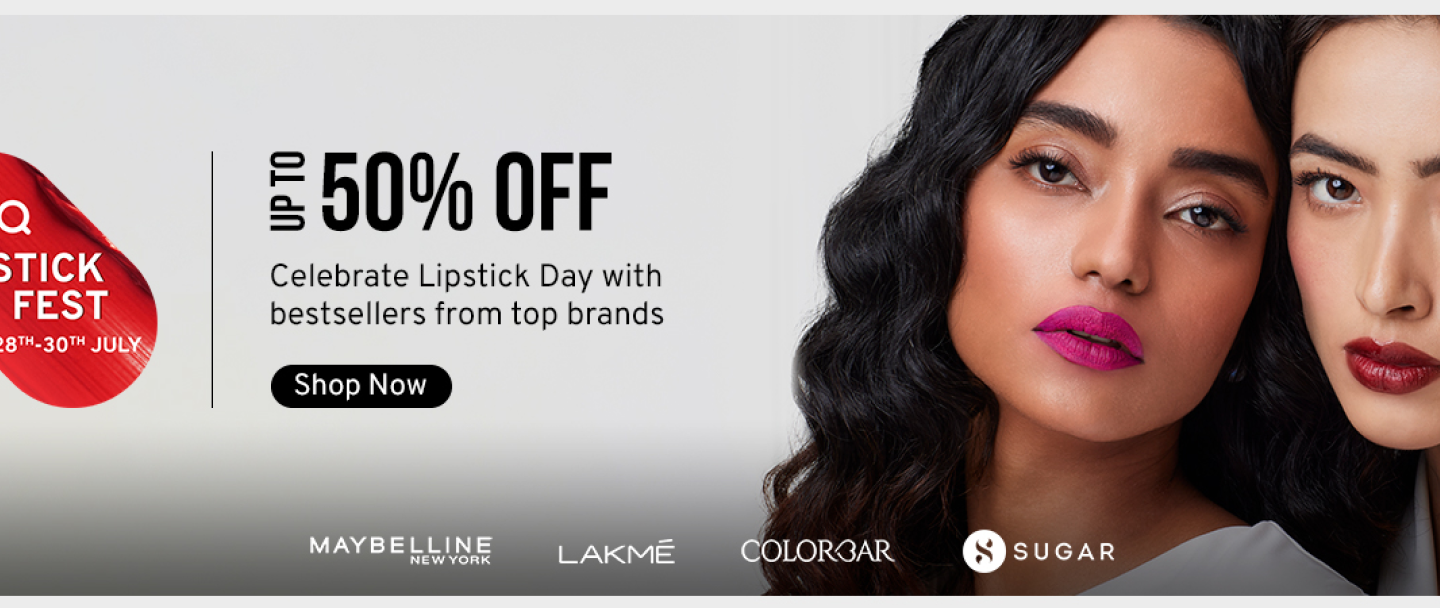 STICK
FEST
28TH-30TH JULY
UP TO
50% OFF
Celebrate Lipstick Day with
bestsellers from top brands
Shop Now
MAYBELLINE
NEW YORK
LAKMÉ
COLORBAR
SUGAR